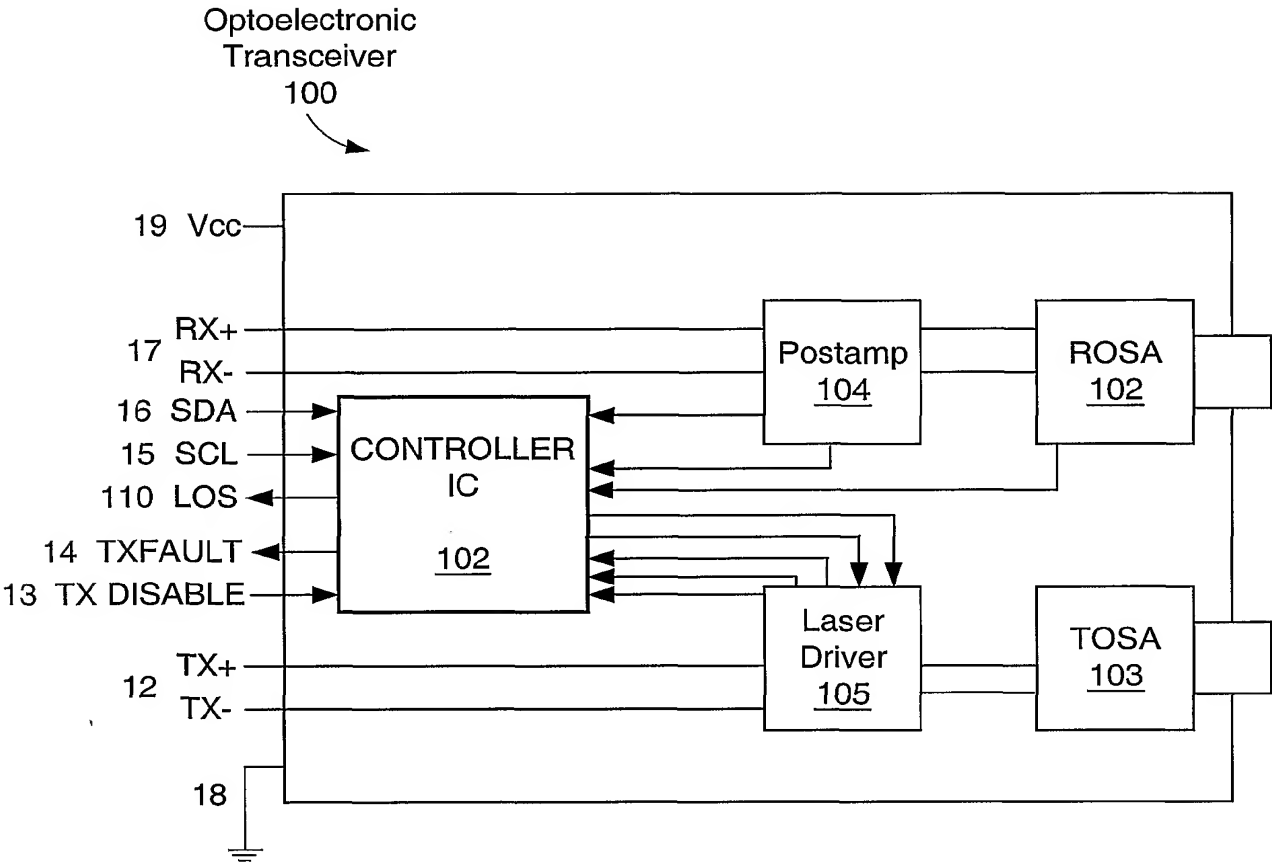 Optoelectronic
Transceiver
100
19 Vcc
RX+
17
RX-
16 SDA
15 SCL
110 LOS
14 TXFAULT
13 TX DISABLE
TX+
12
TX-
18
CONTROLLER
IC
102
Postamp
104
ROSA
102
Laser
Driver
105
TOSA
103